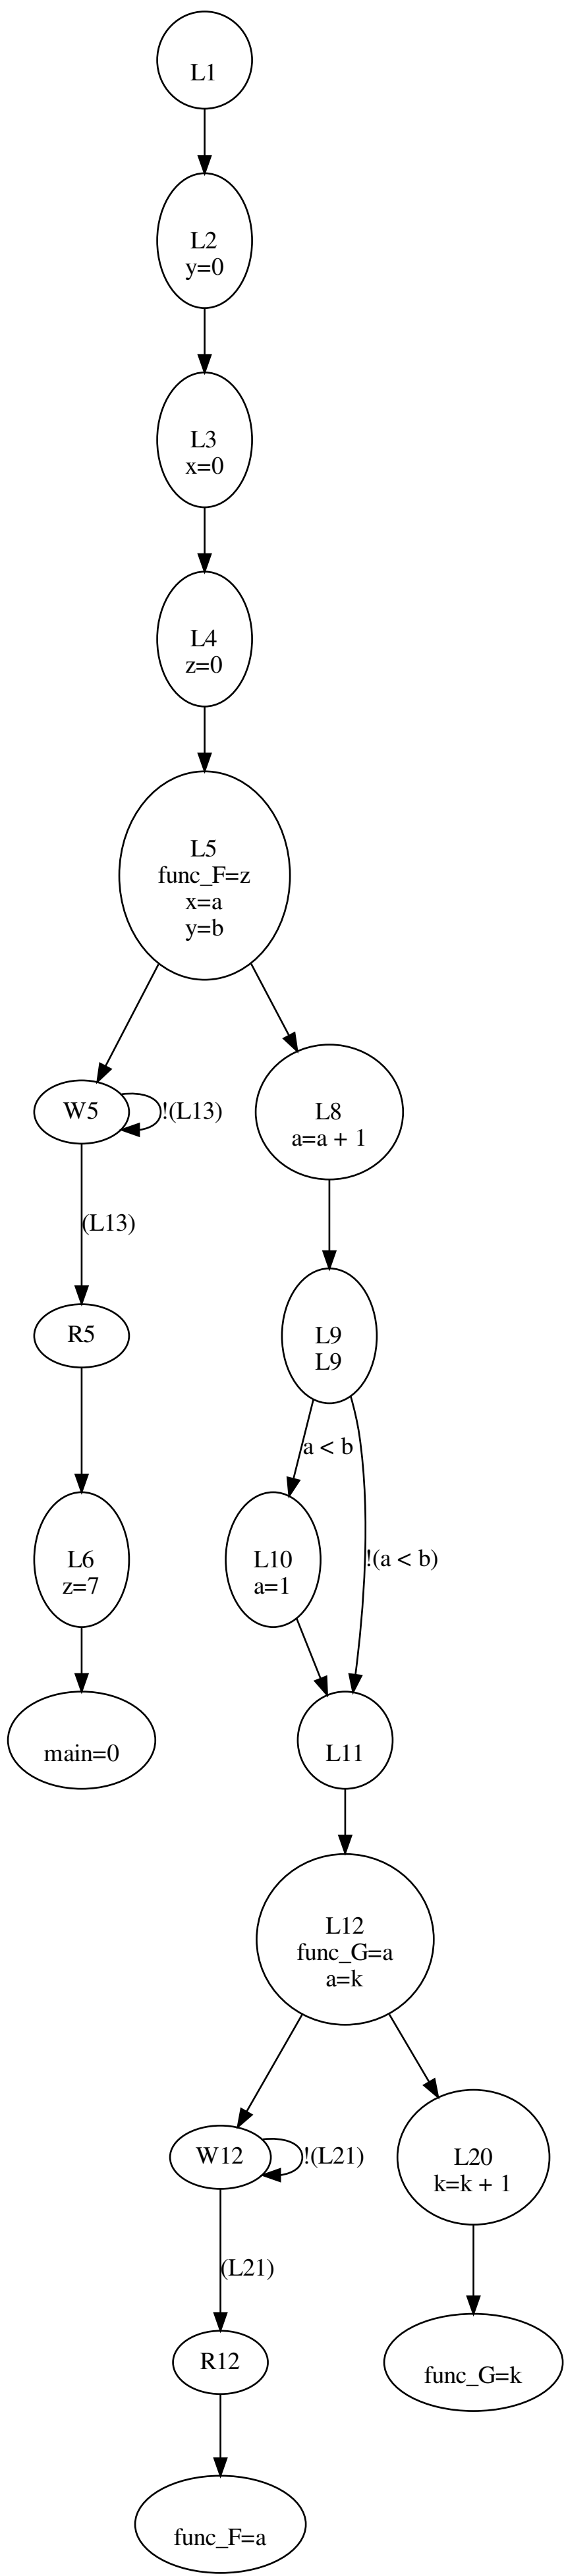 L1
L2
y=0
L3
x=0
L4
z=0
L5
func_F=z
x=a
y=b
W5
!(L13)
L8
a=a + 1
(L13)
R5
L9
L9
a < b
L6
z=7
L10
a=1
!(a < b)
main=0
L11
L12
func_G=a
a=k
W12
!(L21)
L20
k=k + 1
(L21)
R12
func_G=k
func_F=a